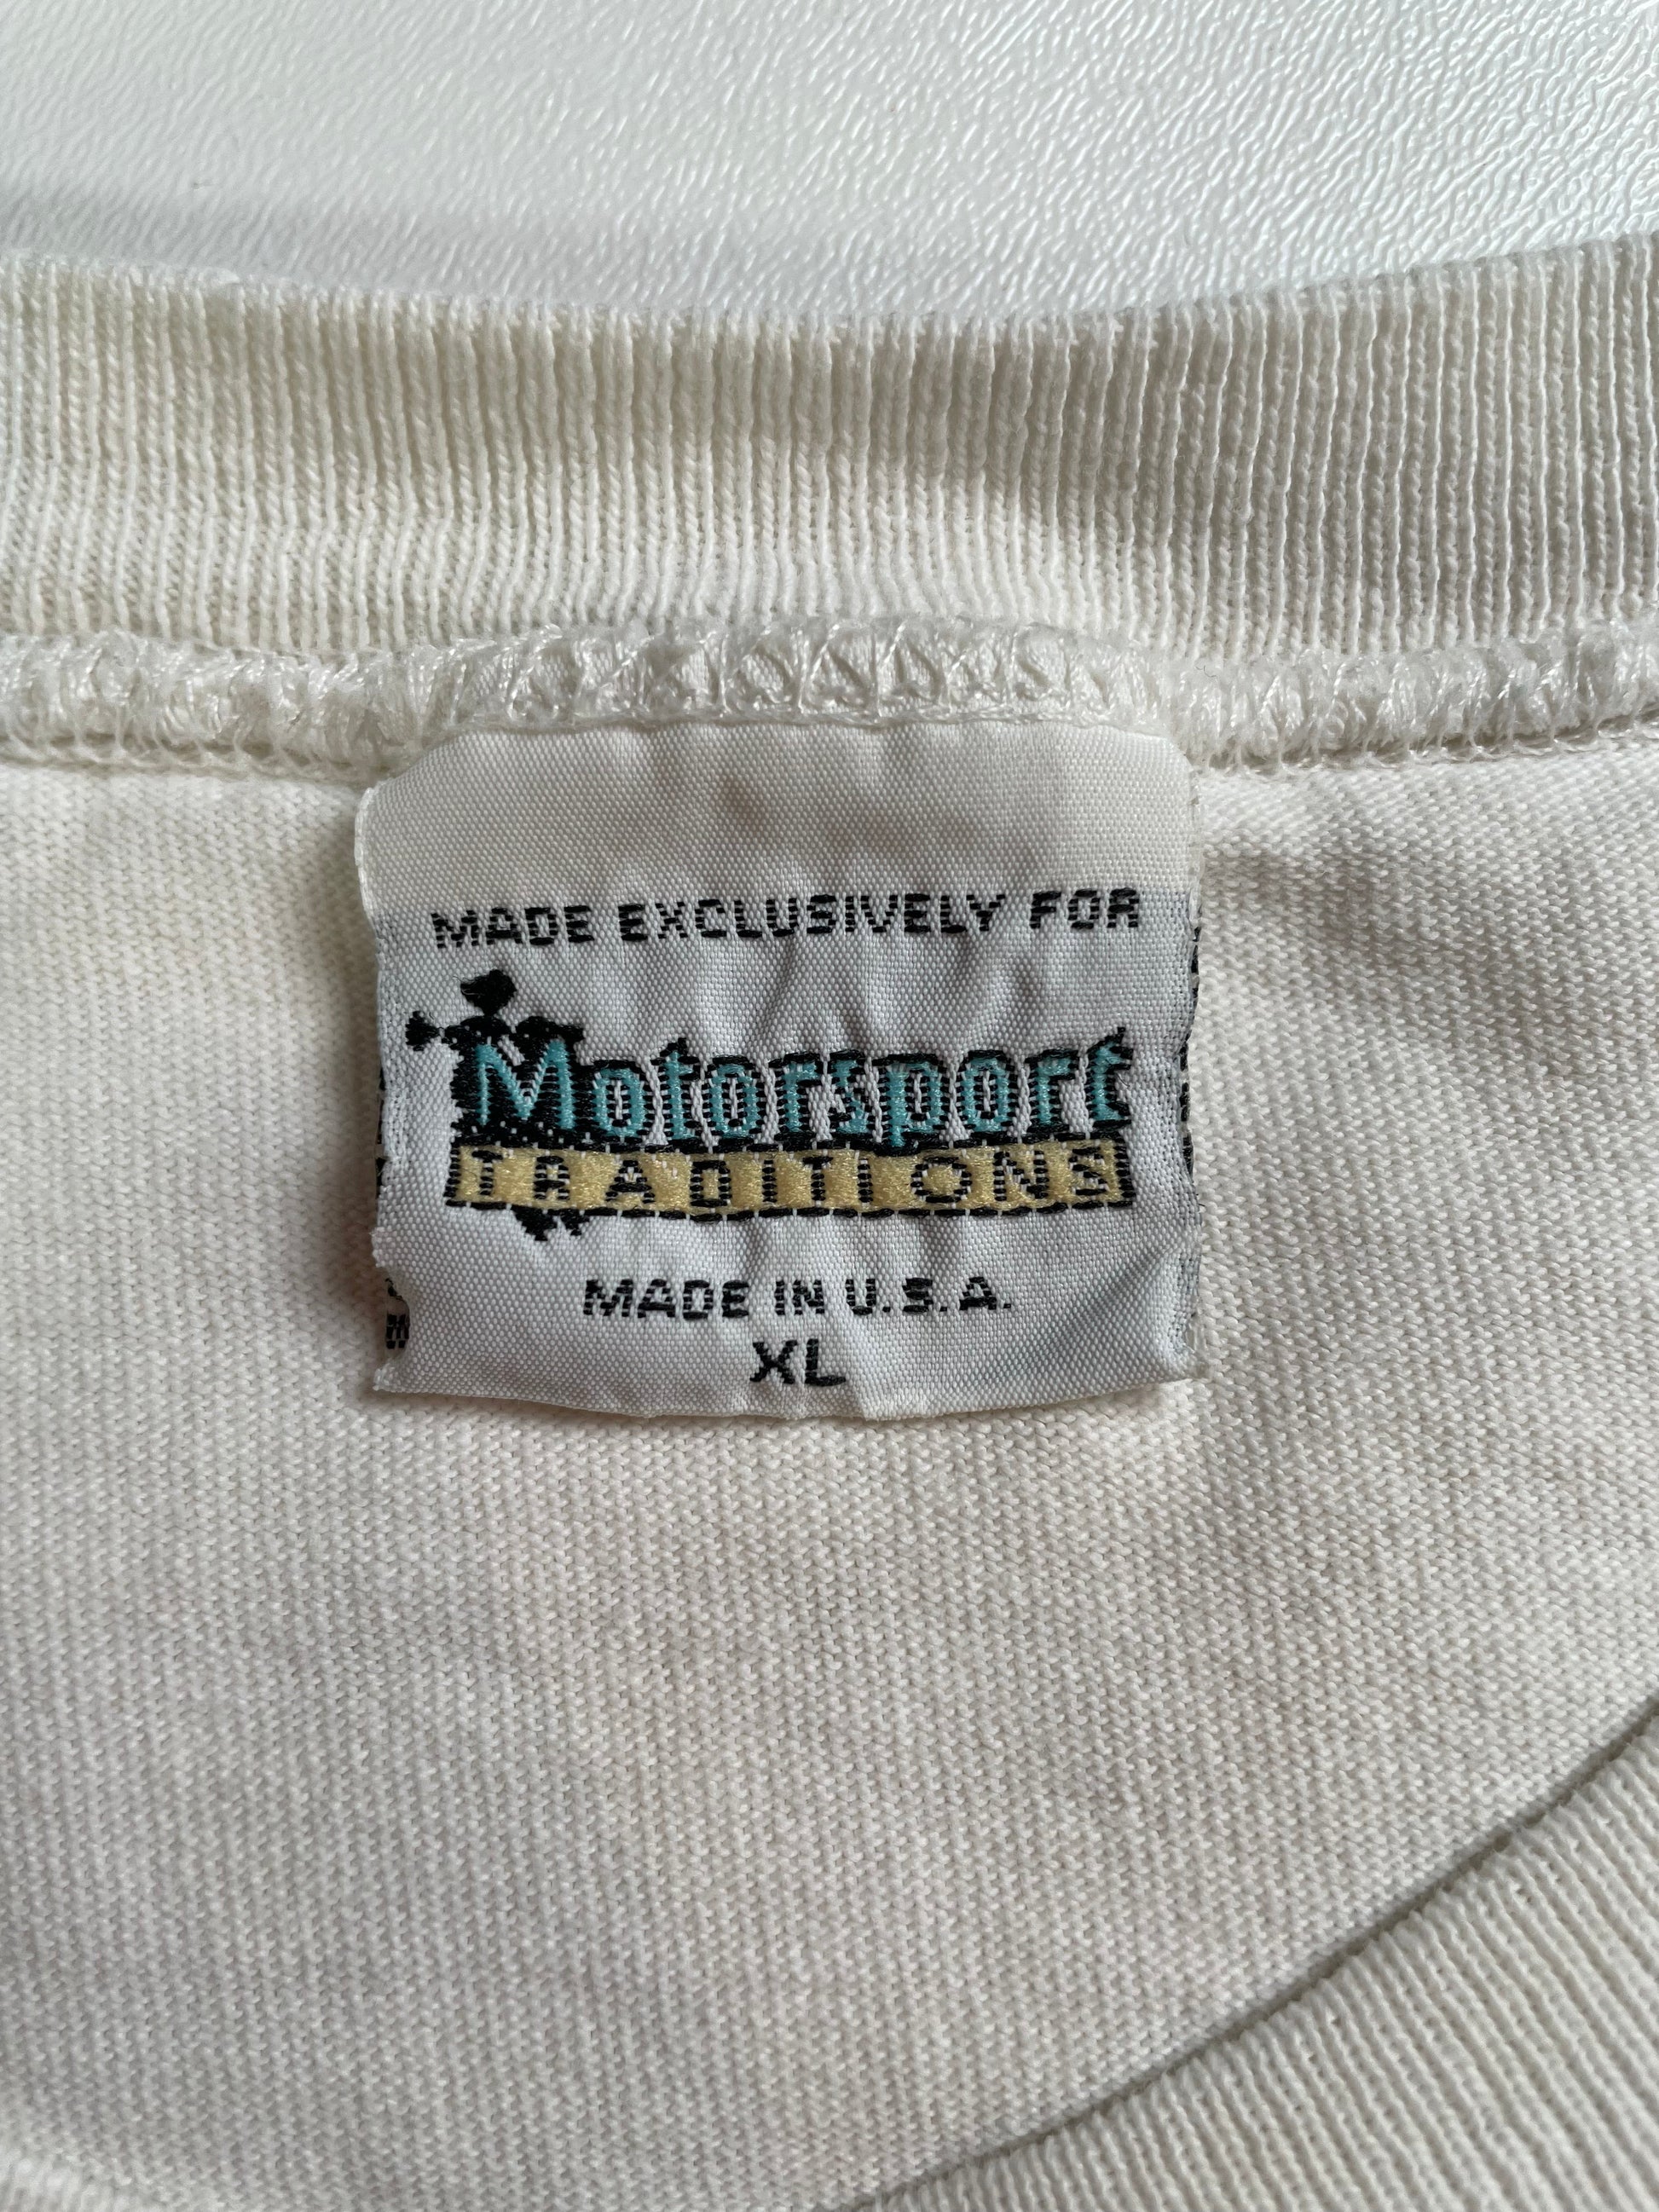 MADE EXCLUSIVELY FOR
Motorsport
TRADITIONS
MADE IN U.S.A.
XL